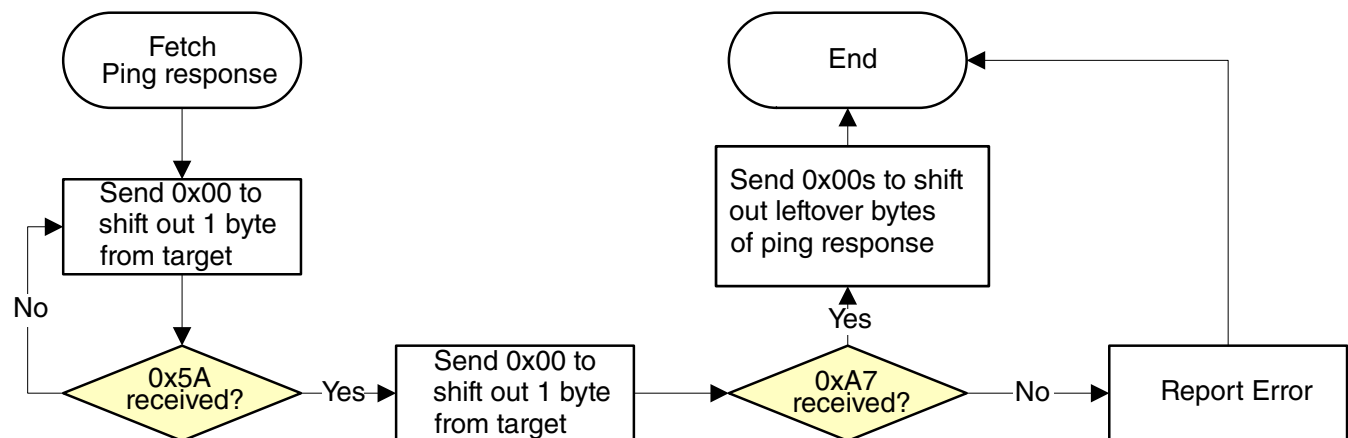 Fetch
Ping response
Send 0x00 to
shift out 1 byte
from target
No
0x5A
received?
Yes
Send 0x00 to
shift out 1 byte
from target
0xA7
received?
Yes
Send 0x00s to shift
out leftover bytes
of ping response
End
No
Report Error